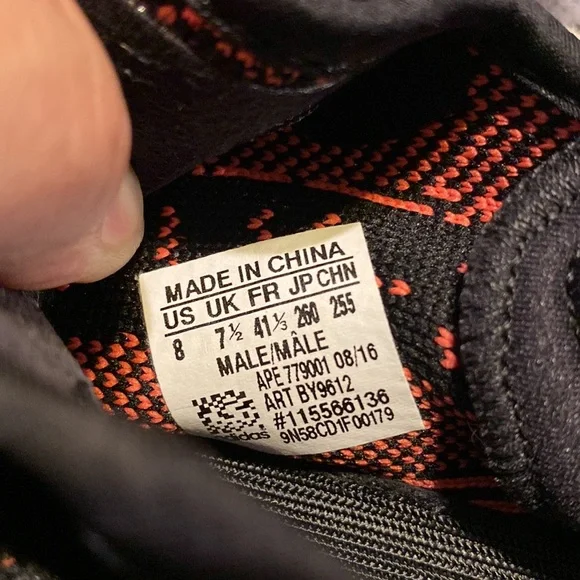 MADE IN CHINA
US UK FR JP CHN
8 7½ 41⅓ 260 255
MALE/MÂLE
APE 779001 08/16
ART BY9612
#115566136
adidas 9N58CD1F00179